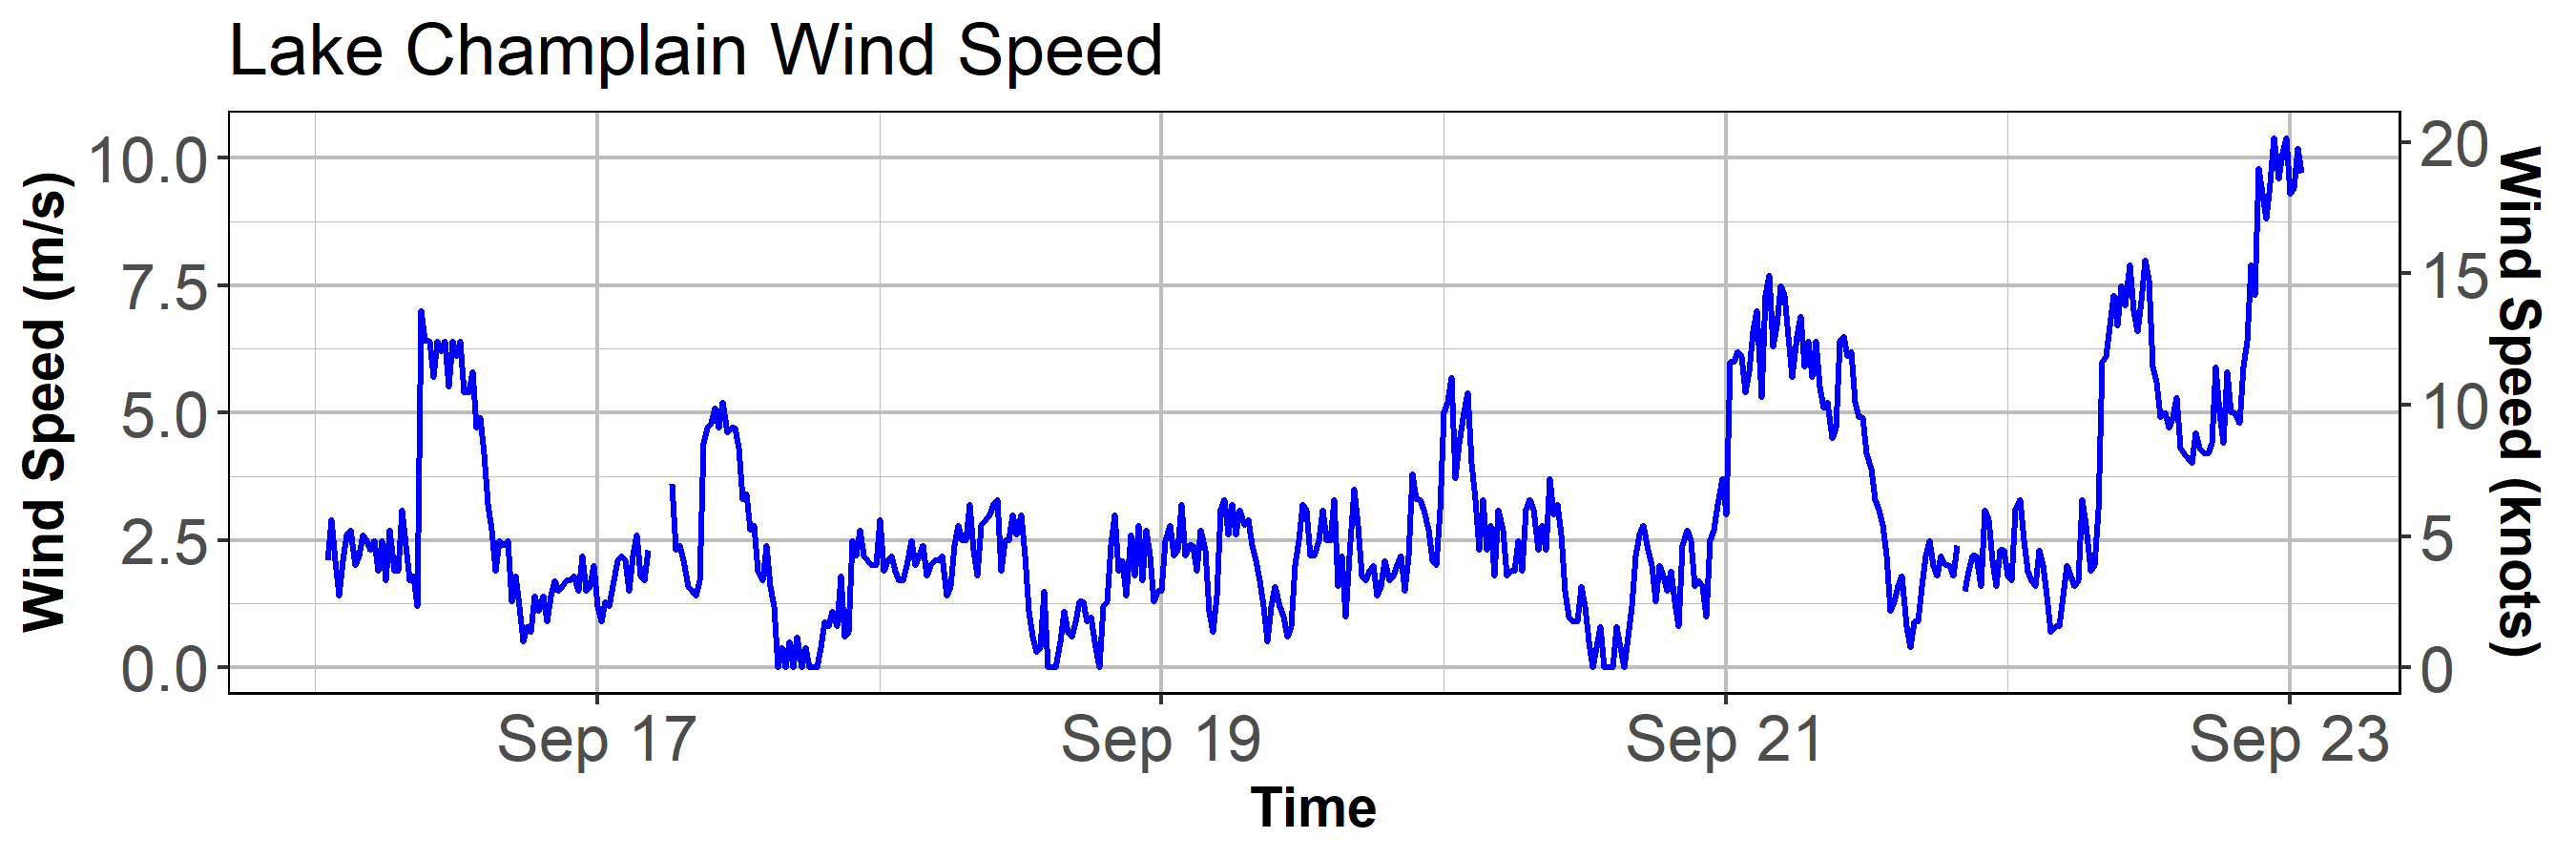 Lake Champlain Wind Speed
Wind Speed (m/s)
10.0
7.5
5.0
2.5
0.0
20
15
10
5
0
Wind Speed (knots)
Sep 17
Sep 19
Sep 21
Sep 23
Time